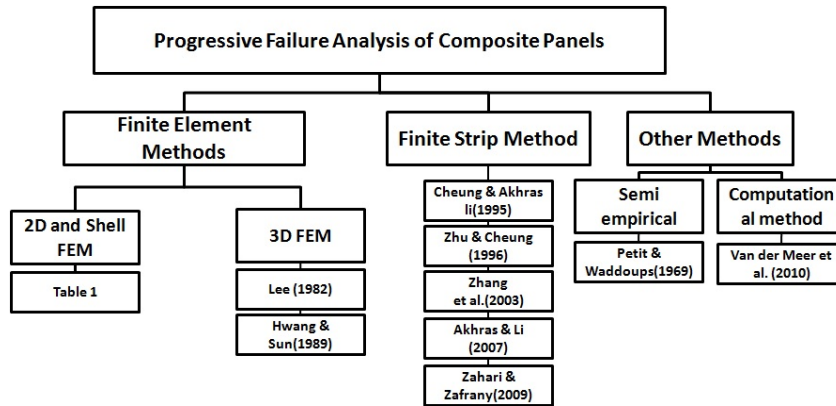 Progressive Failure Analysis of Composite Panels
Finite Element
Methods
Finite Strip Method
Other Methods
2D and Shell
FEM
Table 1
3D FEM
Lee (1982)
Hwang &
Sun(1989)
Cheung & Akhras
li(1995)
Zhu & Cheung
(1996)
Zhang
et al.(2003)
Akhras & Li
(2007)
Zahari &
Zafrany(2009)
Semi
empirical
Petit &
Waddoups(1969)
Computation
al method
Van der Meer et
al. (2010)